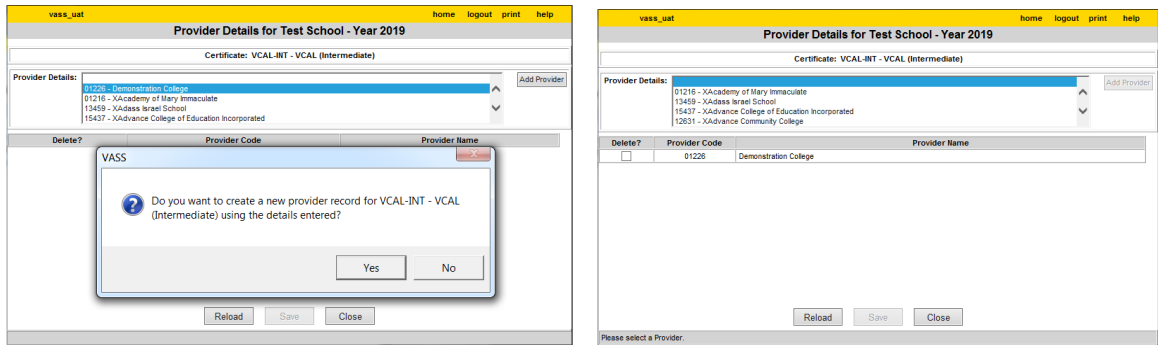 vass_uat home logout print help
Provider Details for Test School - Year 2019
Certificate: VCAL-INT - VCAL (Intermediate)
Provider Details:
01226 - Demonstration College
01216 - XAcademy of Mary Immaculate
13459 - XAdass Israel School
15437 - XAdvance College of Education Incorporated
Add Provider
Delete? Provider Code Provider Name
VASS
Do you want to create a new provider record for VCAL-INT - VCAL
(Intermediate) using the details entered?
Yes No
Reload Save Close
vass_uat home logout print help
Provider Details for Test School - Year 2019
Certificate: VCAL-INT - VCAL (Intermediate)
Provider Details:
01216 - XAcademy of Mary Immaculate
13459 - XAdass Israel School
15437 - XAdvance College of Education Incorporated
12631 - XAdvance Community College
Add Provider
Delete? Provider Code Provider Name
01226 Demonstration College
Reload Save Close
Please select a Provider.